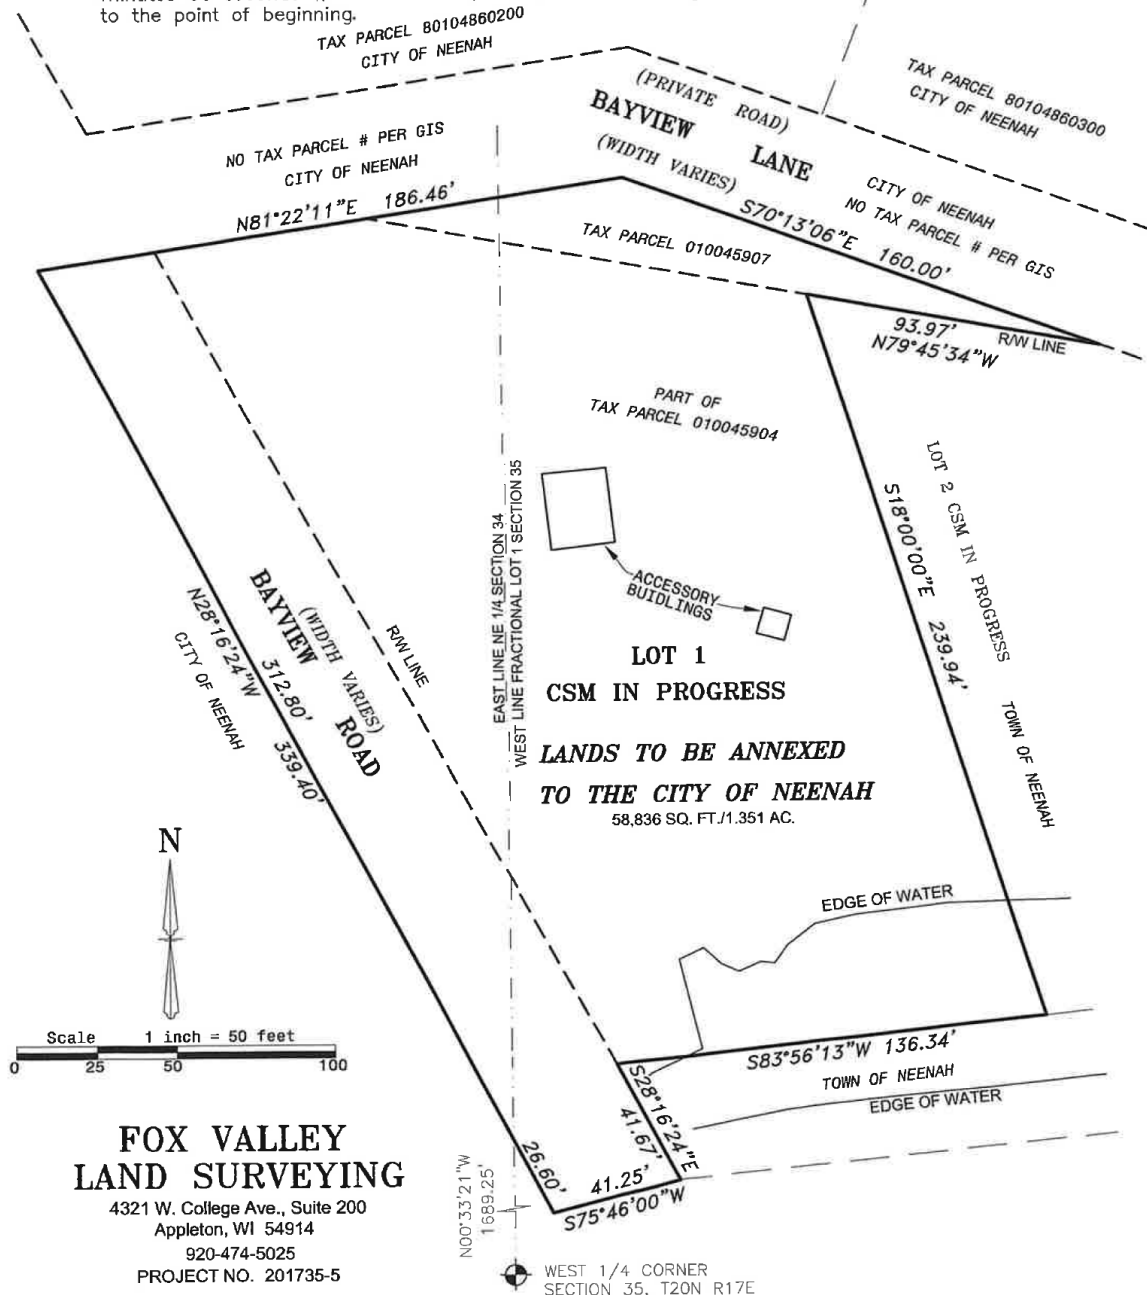 to the point of beginning.
TAX PARCEL 80104860200
CITY OF NEENAH
TAX PARCEL 80104860300
CITY OF NEENAH
(PRIVATE ROAD)
BAYVIEW LANE
(WIDTH VARIES)
NO TAX PARCEL # PER GIS
CITY OF NEENAH
CITY OF NEENAH
NO TAX PARCEL # PER GIS
N81°22'11"E 186.46'
S70°13'06"E 160.00'
TAX PARCEL 010045907
93.97'
N79°45'34"W
R/W LINE
PART OF
TAX PARCEL 010045904
LOT 2 CSM IN PROGRESS
S18°00'00"E 239.94'
TOWN OF NEENAH
EAST LINE NE 1/4 SECTION 34
WEST LINE FRACTIONAL LOT 1 SECTION 35
ACCESSORY
BUIDLINGS
BAYVIEW ROAD
(WIDTH VARIES)
R/W LINE
N28°16'24"W
312.80'
339.40'
CITY OF NEENAH
LOT 1
CSM IN PROGRESS
LANDS TO BE ANNEXED
TO THE CITY OF NEENAH
58,836 SQ. FT./1.351 AC.
EDGE OF WATER
N
Scale 1 inch = 50 feet
0 25 50 100
S83°56'13"W 136.34'
TOWN OF NEENAH
EDGE OF WATER
S28°16'24"E
41.67'
26.60'
41.25'
S75°46'00"W
N00°33'21"W
1689.25'
FOX VALLEY
LAND SURVEYING
4321 W. College Ave., Suite 200
Appleton, WI 54914
920-474-5025
PROJECT NO. 201735-5
WEST 1/4 CORNER
SECTION 35, T20N R17E